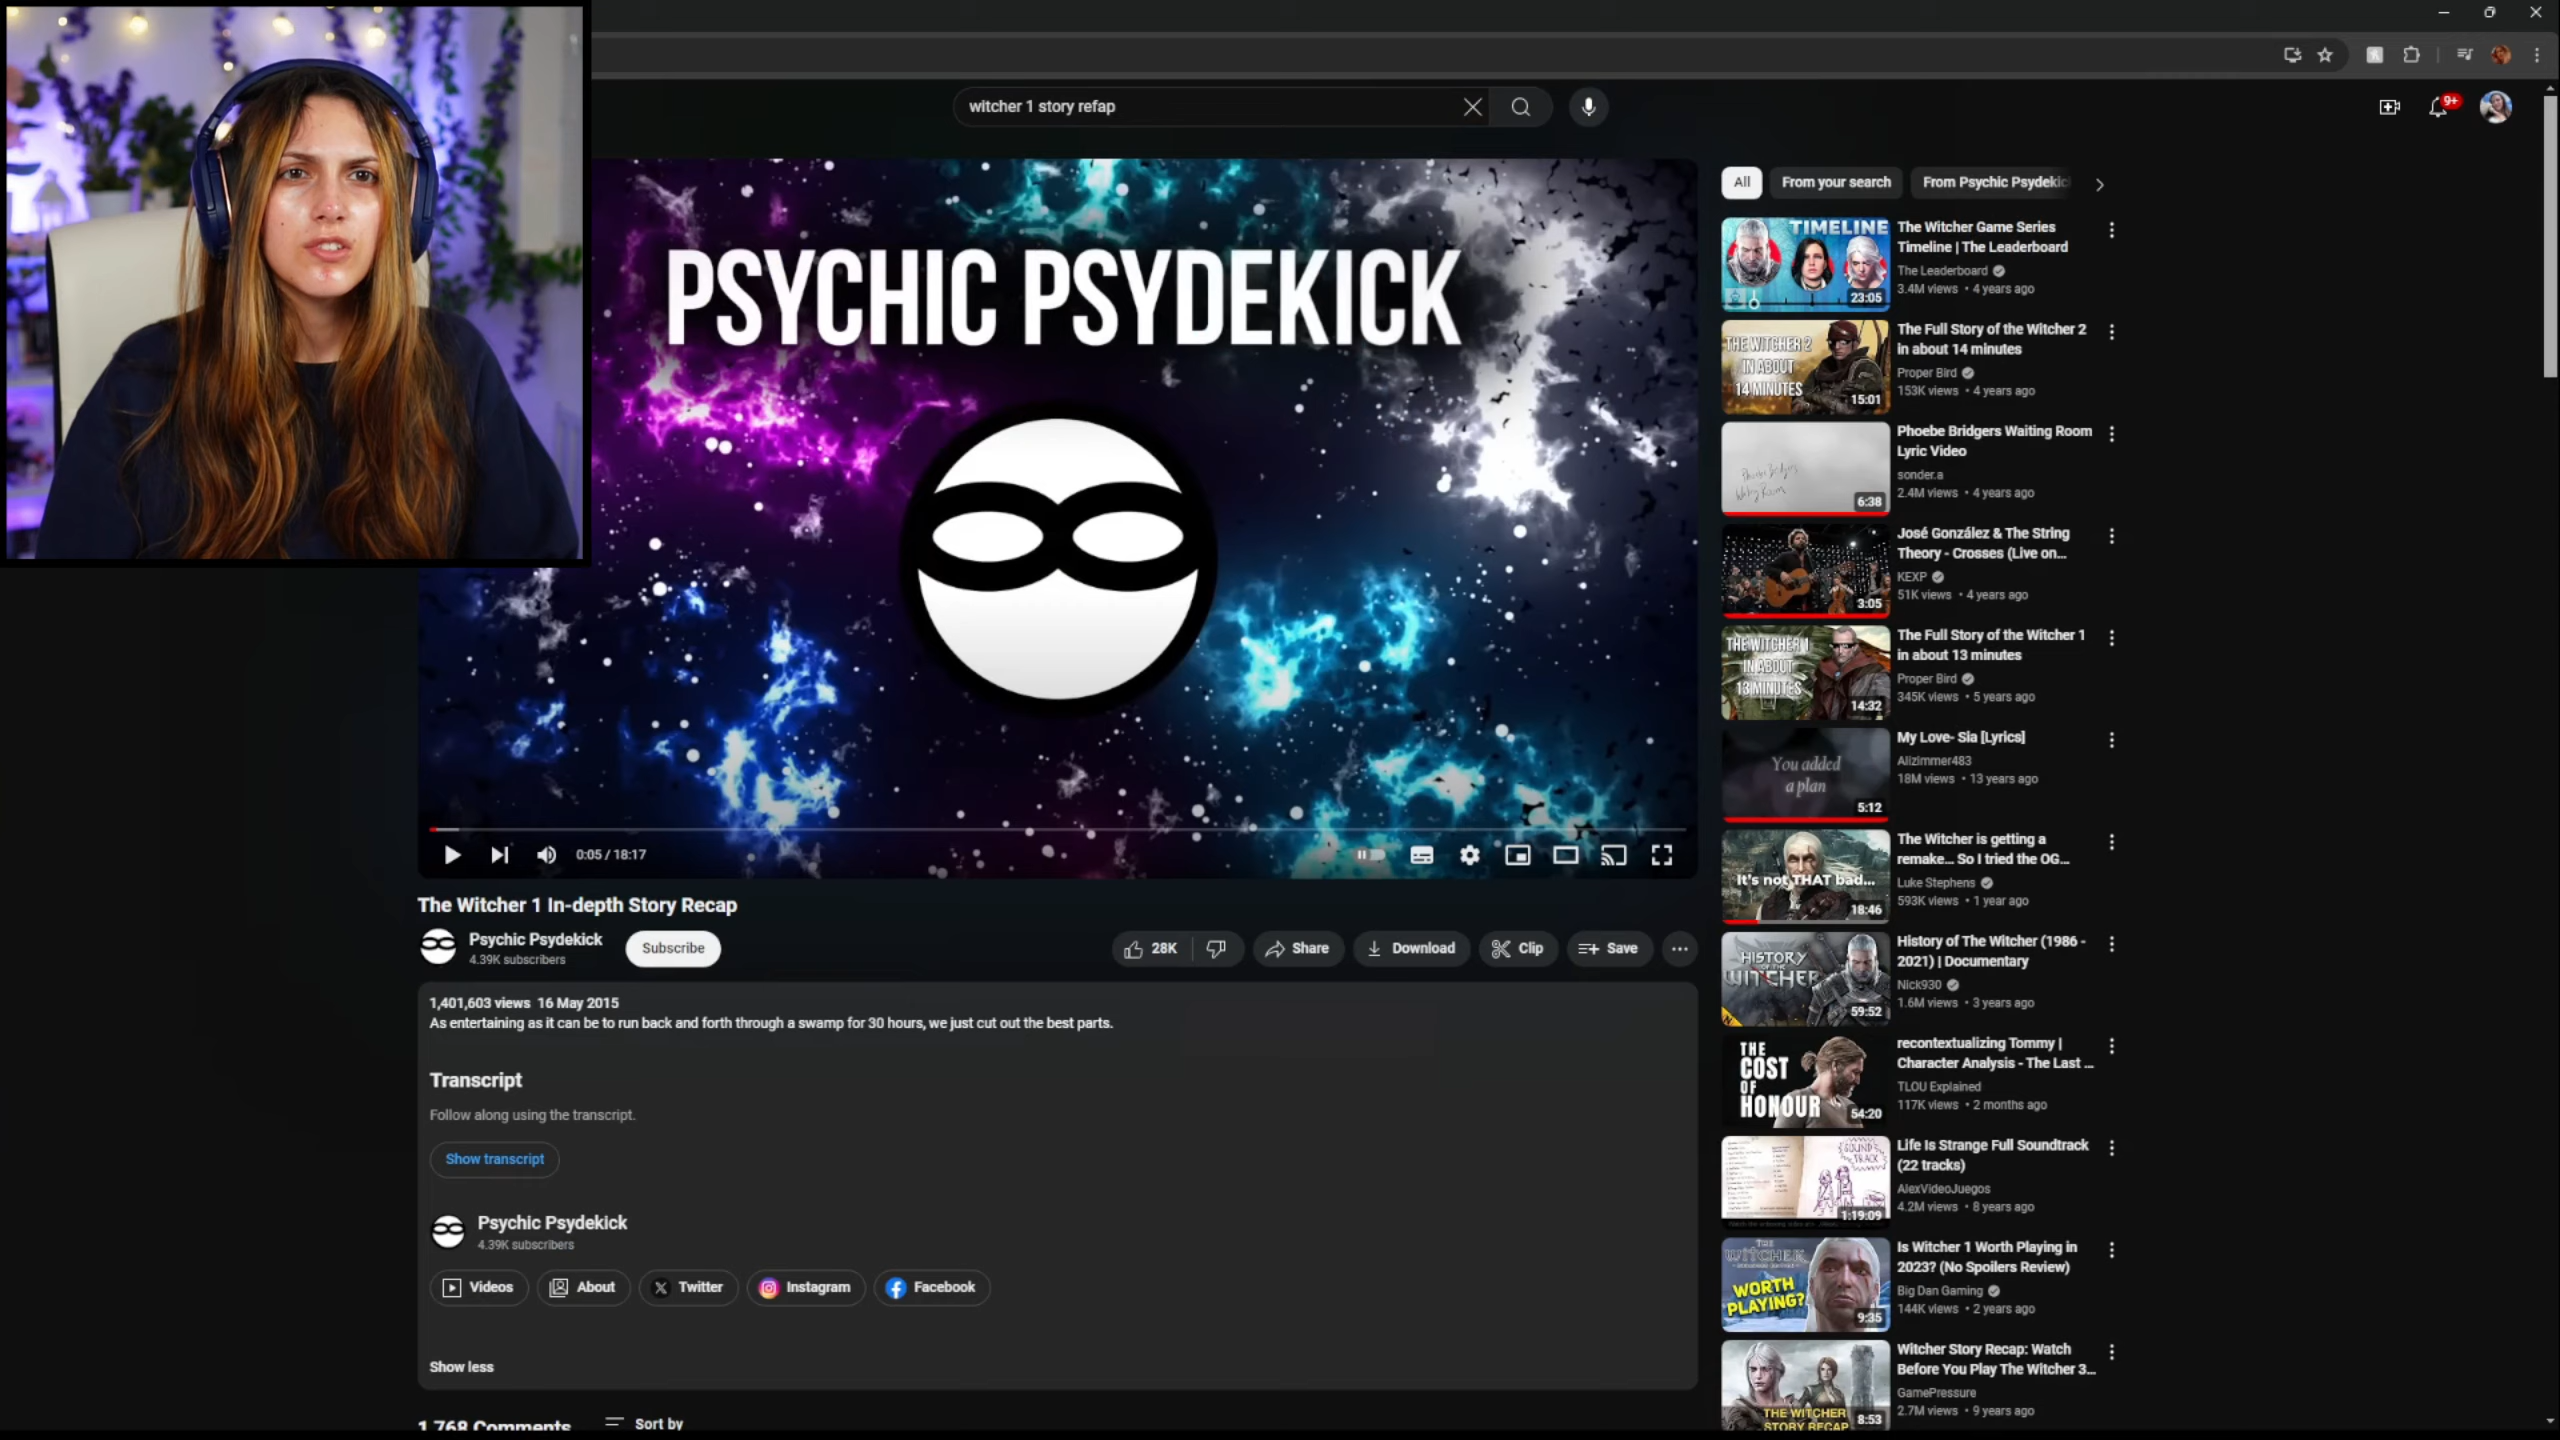 witcher 1 story refap
9+
PSYCHIC PSYDEKICK
0:05 / 18:17
The Witcher 1 In-depth Story Recap
Psychic Psydekick
4.39K subscribers
Subscribe
28K
Share
Download
Clip
Save
1,401,603 views 16 May 2015
As entertaining as it can be to run back and forth through a swamp for 30 hours, we just cut out the best parts.
Transcript
Follow along using the transcript.
Show transcript
Psychic Psydekick
4.39K subscribers
Videos
About
Twitter
Instagram
Facebook
Show less
1,768 Comments
Sort by
All
From your search
From Psychic Psydekic
TIMELINE
23:05
The Witcher Game Series
Timeline | The Leaderboard
The Leaderboard
3.4M views • 4 years ago
THE WITCHER 2
IN ABOUT
14 MINUTES
15:01
The Full Story of the Witcher 2
in about 14 minutes
Proper Bird
153K views • 4 years ago
Phoebe Bridgers
Waiting Room
6:38
Phoebe Bridgers Waiting Room
Lyric Video
sonder.a
2.4M views • 4 years ago
3:05
José González & The String
Theory - Crosses (Live on...
KEXP
51K views • 4 years ago
THE WITCHER 1
IN ABOUT
13 MINUTES
14:32
The Full Story of the Witcher 1
in about 13 minutes
Proper Bird
345K views • 5 years ago
You added
a plan
5:12
My Love- Sia [Lyrics]
Alizimmer483
18M views • 13 years ago
It's not THAT bad...
18:46
The Witcher is getting a
remake... So I tried the OG...
Luke Stephens
593K views • 1 year ago
HISTORY
OF THE
WITCHER
59:52
History of The Witcher (1986 -
2021) | Documentary
Nick930
1.6M views • 3 years ago
THE
COST
OF
HONOUR
54:20
recontextualizing Tommy |
Character Analysis - The Last ...
TLOU Explained
117K views • 2 months ago
SOUND
TRACK
1:19:09
Life Is Strange Full Soundtrack
(22 tracks)
AlexVideoJuegos
4.2M views • 8 years ago
THE
WITCHER
WORTH
PLAYING?
9:35
Is Witcher 1 Worth Playing in
2023? (No Spoilers Review)
Big Dan Gaming
144K views • 2 years ago
THE WITCHER
STORY RECAP
8:53
Witcher Story Recap: Watch
Before You Play The Witcher 3...
GamePressure
2.7M views • 9 years ago